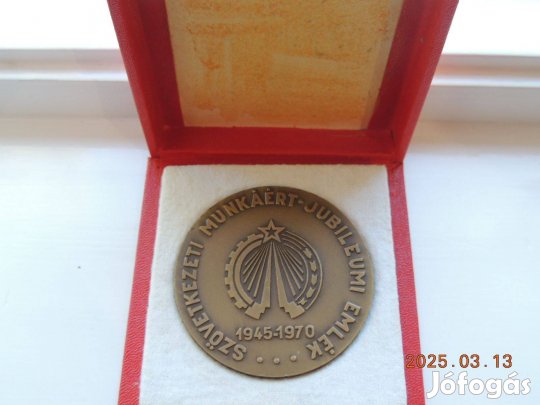 SZÖVETKEZETI MUNKÁÉRT-JUBILEUMI EMLÉK
1945-1970
2025.03.13
Jófogás